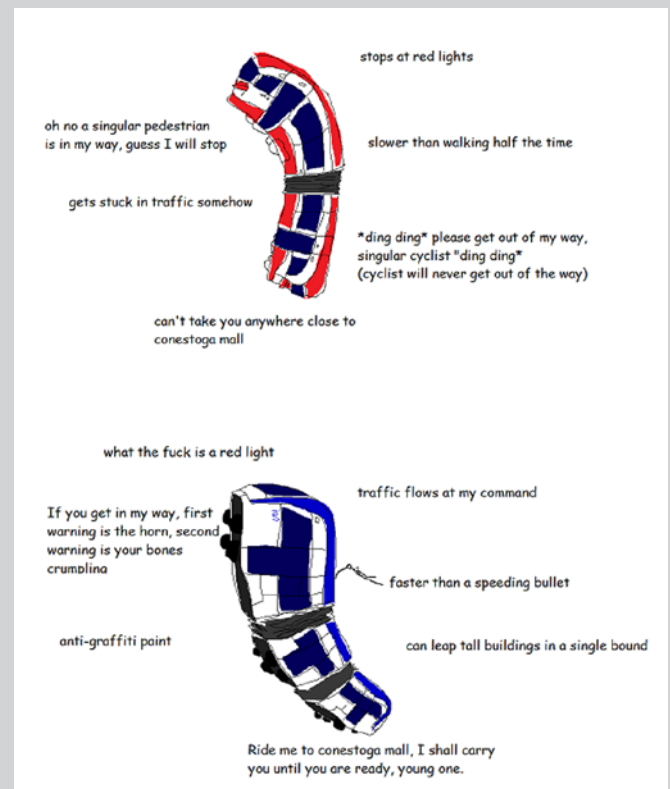 stops at red lights
oh no a singular pedestrian
is in my way, guess I will stop
slower than walking half the time
gets stuck in traffic somehow
*ding ding* please get out of my way,
singular cyclist "ding ding*
(cyclist will never get out of the way)
can't take you anywhere close to
conestoga mall
what the fuck is a red light
traffic flows at my command
If you get in my way, first
warning is the horn, second
warning is your bones
crumbling
faster than a speeding bullet
anti-graffiti paint
can leap tall buildings in a single bound
Ride me to conestoga mall, I shall carry
you until you are ready, young one.